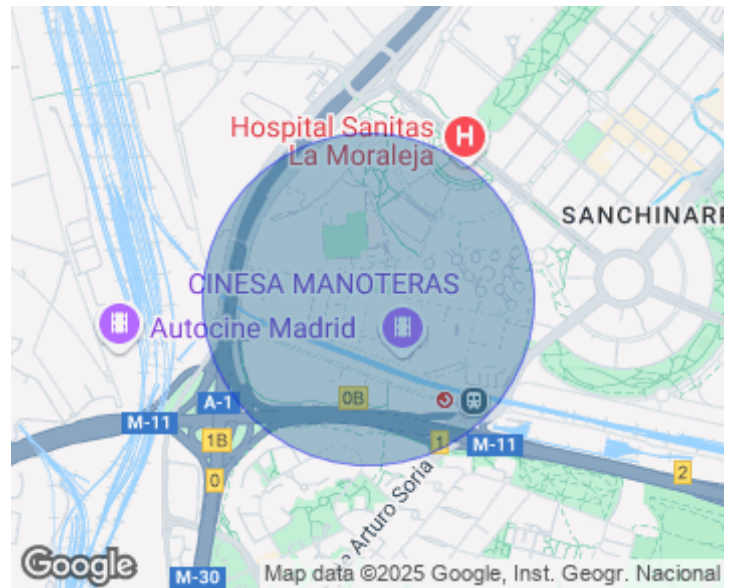 Hospital Sanitas
La Moraleja
H
SANCHINARR
CINESA MANOTERAS
Autocine Madrid
A-1
0B
M-11
1B
1
M-11
0
2
e Arturo Soria
M-30
Google
Map data ©2025 Google, Inst. Geogr. Nacional